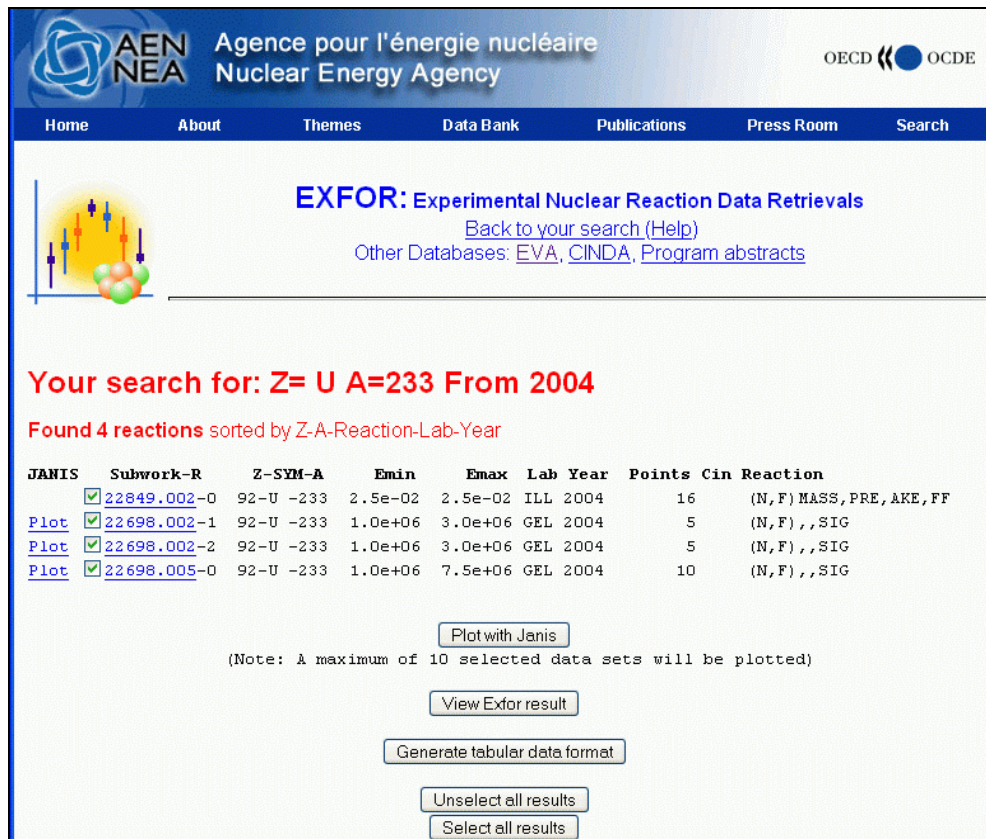 AEN
NEA
Agence pour l'énergie nucléaire
Nuclear Energy Agency
OECD OCDE
Home About Themes Data Bank Publications Press Room Search
EXFOR: Experimental Nuclear Reaction Data Retrievals
Back to your search (Help)
Other Databases: EVA, CINDA, Program abstracts
Your search for: Z= U A=233 From 2004
Found 4 reactions sorted by Z-A-Reaction-Lab-Year
JANIS Subwork-R Z-SYM-A Emin Emax Lab Year Points Cin Reaction
22849.002-0 92-U -233 2.5e-02 2.5e-02 ILL 2004 16 (N,F)MASS,PRE,AKE,FF
Plot 22698.002-1 92-U -233 1.0e+06 3.0e+06 GEL 2004 5 (N,F),,SIG
Plot 22698.002-2 92-U -233 1.0e+06 3.0e+06 GEL 2004 5 (N,F),,SIG
Plot 22698.005-0 92-U -233 1.0e+06 7.5e+06 GEL 2004 10 (N,F),,SIG
Plot with Janis
(Note: A maximum of 10 selected data sets will be plotted)
View Exfor result
Generate tabular data format
Unselect all results
Select all results